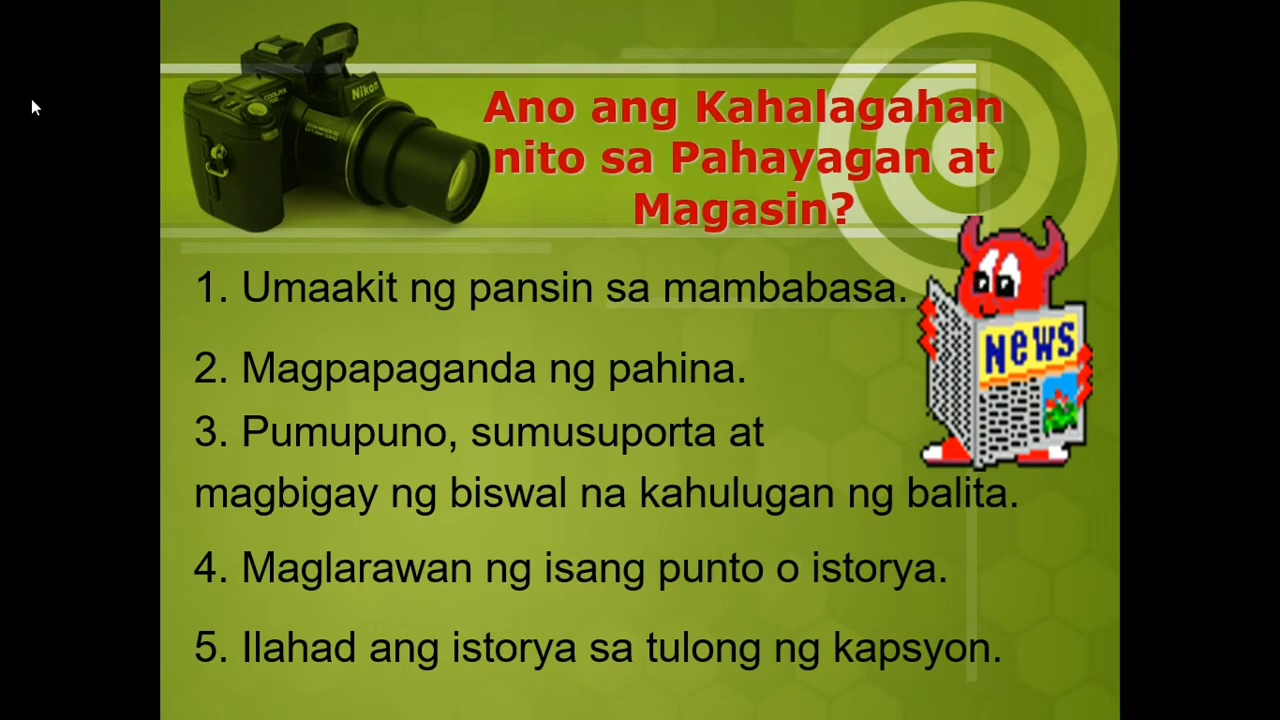 Nikon
COOLPIX
Ano ang Kahalagahan
nito sa Pahayagan at
Magasin?
1. Umaakit ng pansin sa mambabasa.
NEWS
2. Magpapaganda ng pahina.
3. Pumupuno, sumusuporta at
magbigay ng biswal na kahulugan ng balita.
4. Maglarawan ng isang punto o istorya.
5. Ilahad ang istorya sa tulong ng kapsyon.